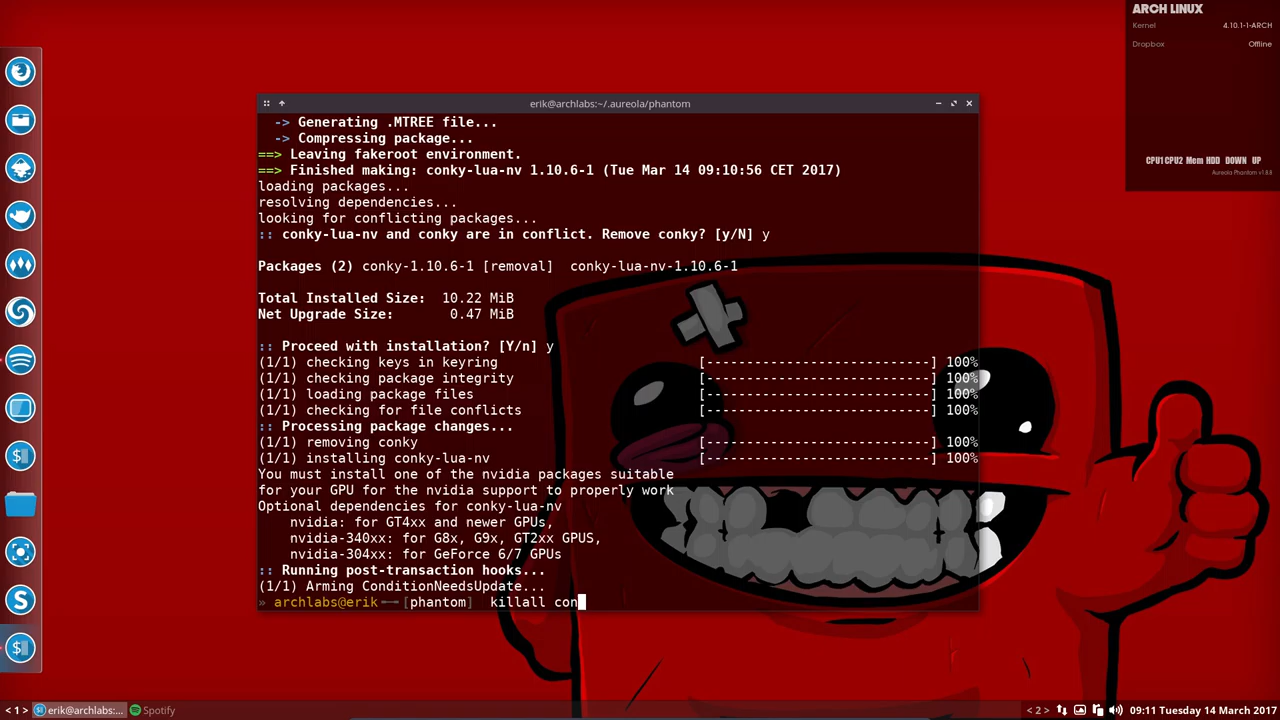 ARCH LINUX
Kernel 4.10.1-1-ARCH
Dropbox Offline
CPU1 CPU2 Mem HDD DOWN UP
Aureola Phantom v1.8.8
erik@archlabs:~/.aureola/phantom
-> Generating .MTREE file...
-> Compressing package...
==> Leaving fakeroot environment.
==> Finished making: conky-lua-nv 1.10.6-1 (Tue Mar 14 09:10:56 CET 2017)
loading packages...
resolving dependencies...
looking for conflicting packages...
:: conky-lua-nv and conky are in conflict. Remove conky? [y/N] y
Packages (2) conky-1.10.6-1 [removal]  conky-lua-nv-1.10.6-1
Total Installed Size:  10.22 MiB
Net Upgrade Size:       0.47 MiB
:: Proceed with installation? [Y/n] y
(1/1) checking keys in keyring [----------------------------] 100%
(1/1) checking package integrity [----------------------------] 100%
(1/1) loading package files [----------------------------] 100%
(1/1) checking for file conflicts [----------------------------] 100%
:: Processing package changes...
(1/1) removing conky [----------------------------] 100%
(1/1) installing conky-lua-nv [----------------------------] 100%
You must install one of the nvidia packages suitable
for your GPU for the nvidia support to properly work
Optional dependencies for conky-lua-nv
nvidia: for GT4xx and newer GPUs,
nvidia-340xx: for G8x, G9x, GT2xx GPUS,
nvidia-304xx: for GeForce 6/7 GPUs
:: Running post-transaction hooks...
(1/1) Arming ConditionNeedsUpdate...
» archlabs@erik ─╼[phantom]  killall con
< 1 > erik@archlabs:... Spotify < 2 > 09:11 Tuesday 14 March 2017